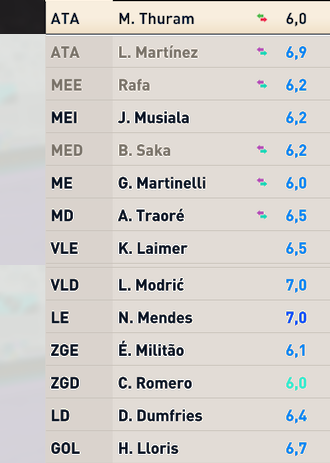 ATA M. Thuram 6,0
ATA L. Martínez 6,9
MEE Rafa 6,2
MEI J. Musiala 6,2
MED B. Saka 6,2
ME G. Martinelli 6,0
MD A. Traoré 6,5
VLE K. Laimer 6,5
VLD L. Modrić 7,0
LE N. Mendes 7,0
ZGE É. Militão 6,1
ZGD C. Romero 6,0
LD D. Dumfries 6,4
GOL H. Lloris 6,7